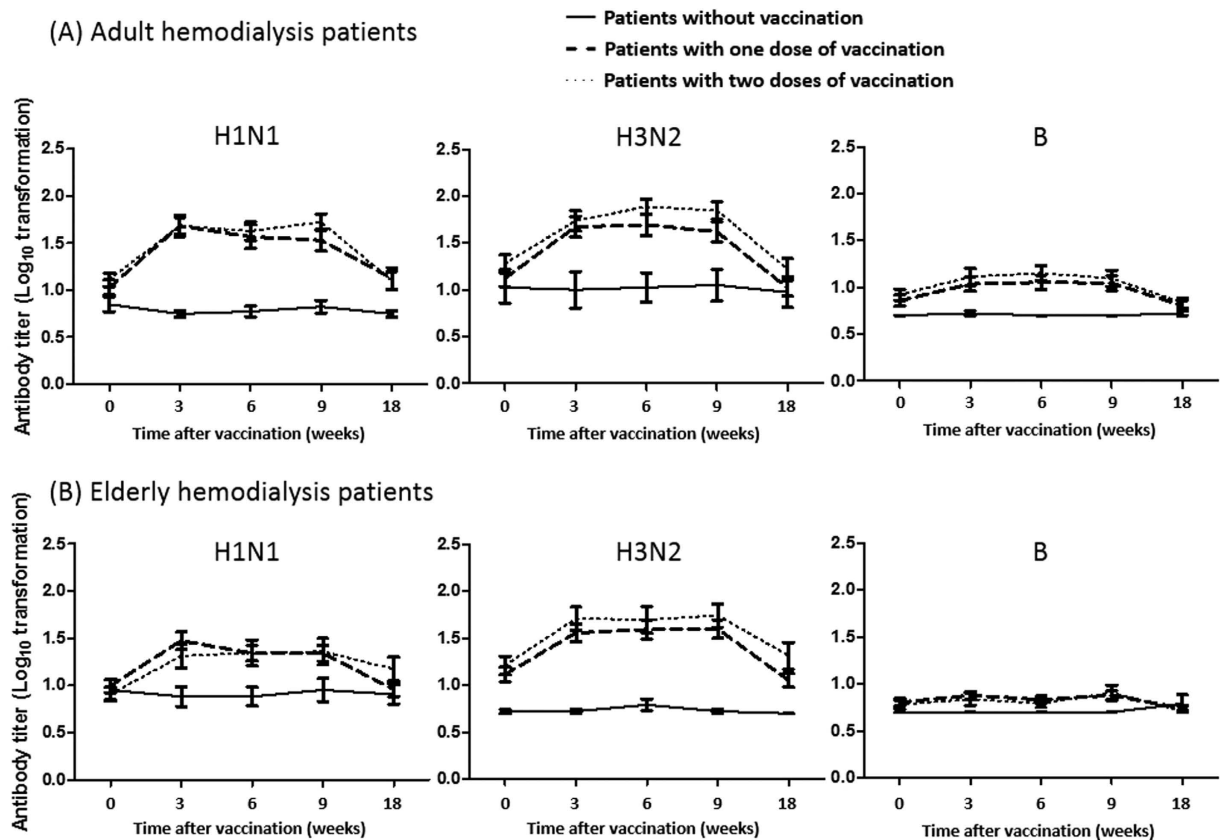 (A) Adult hemodialysis patients
Patients without vaccination
Patients with one dose of vaccination
Patients with two doses of vaccination
H1N1
H3N2
B
Antibody titer (Log10 transformation)
2.5
2.0
1.5
1.0
0.5
0.0
0 3 6 9 18
Time after vaccination (weeks)
2.5
2.0
1.5
1.0
0.5
0.0
0 3 6 9 18
Time after vaccination (weeks)
2.5
2.0
1.5
1.0
0.5
0.0
0 3 6 9 18
Time after vaccination (weeks)
(B) Elderly hemodialysis patients
H1N1
H3N2
B
Antibody titer (Log10 transformation)
2.5
2.0
1.5
1.0
0.5
0.0
0 3 6 9 18
Time after vaccination (weeks)
2.5
2.0
1.5
1.0
0.5
0.0
0 3 6 9 18
Time after vaccination (weeks)
2.5
2.0
1.5
1.0
0.5
0.0
0 3 6 9 18
Time after vaccination (weeks)